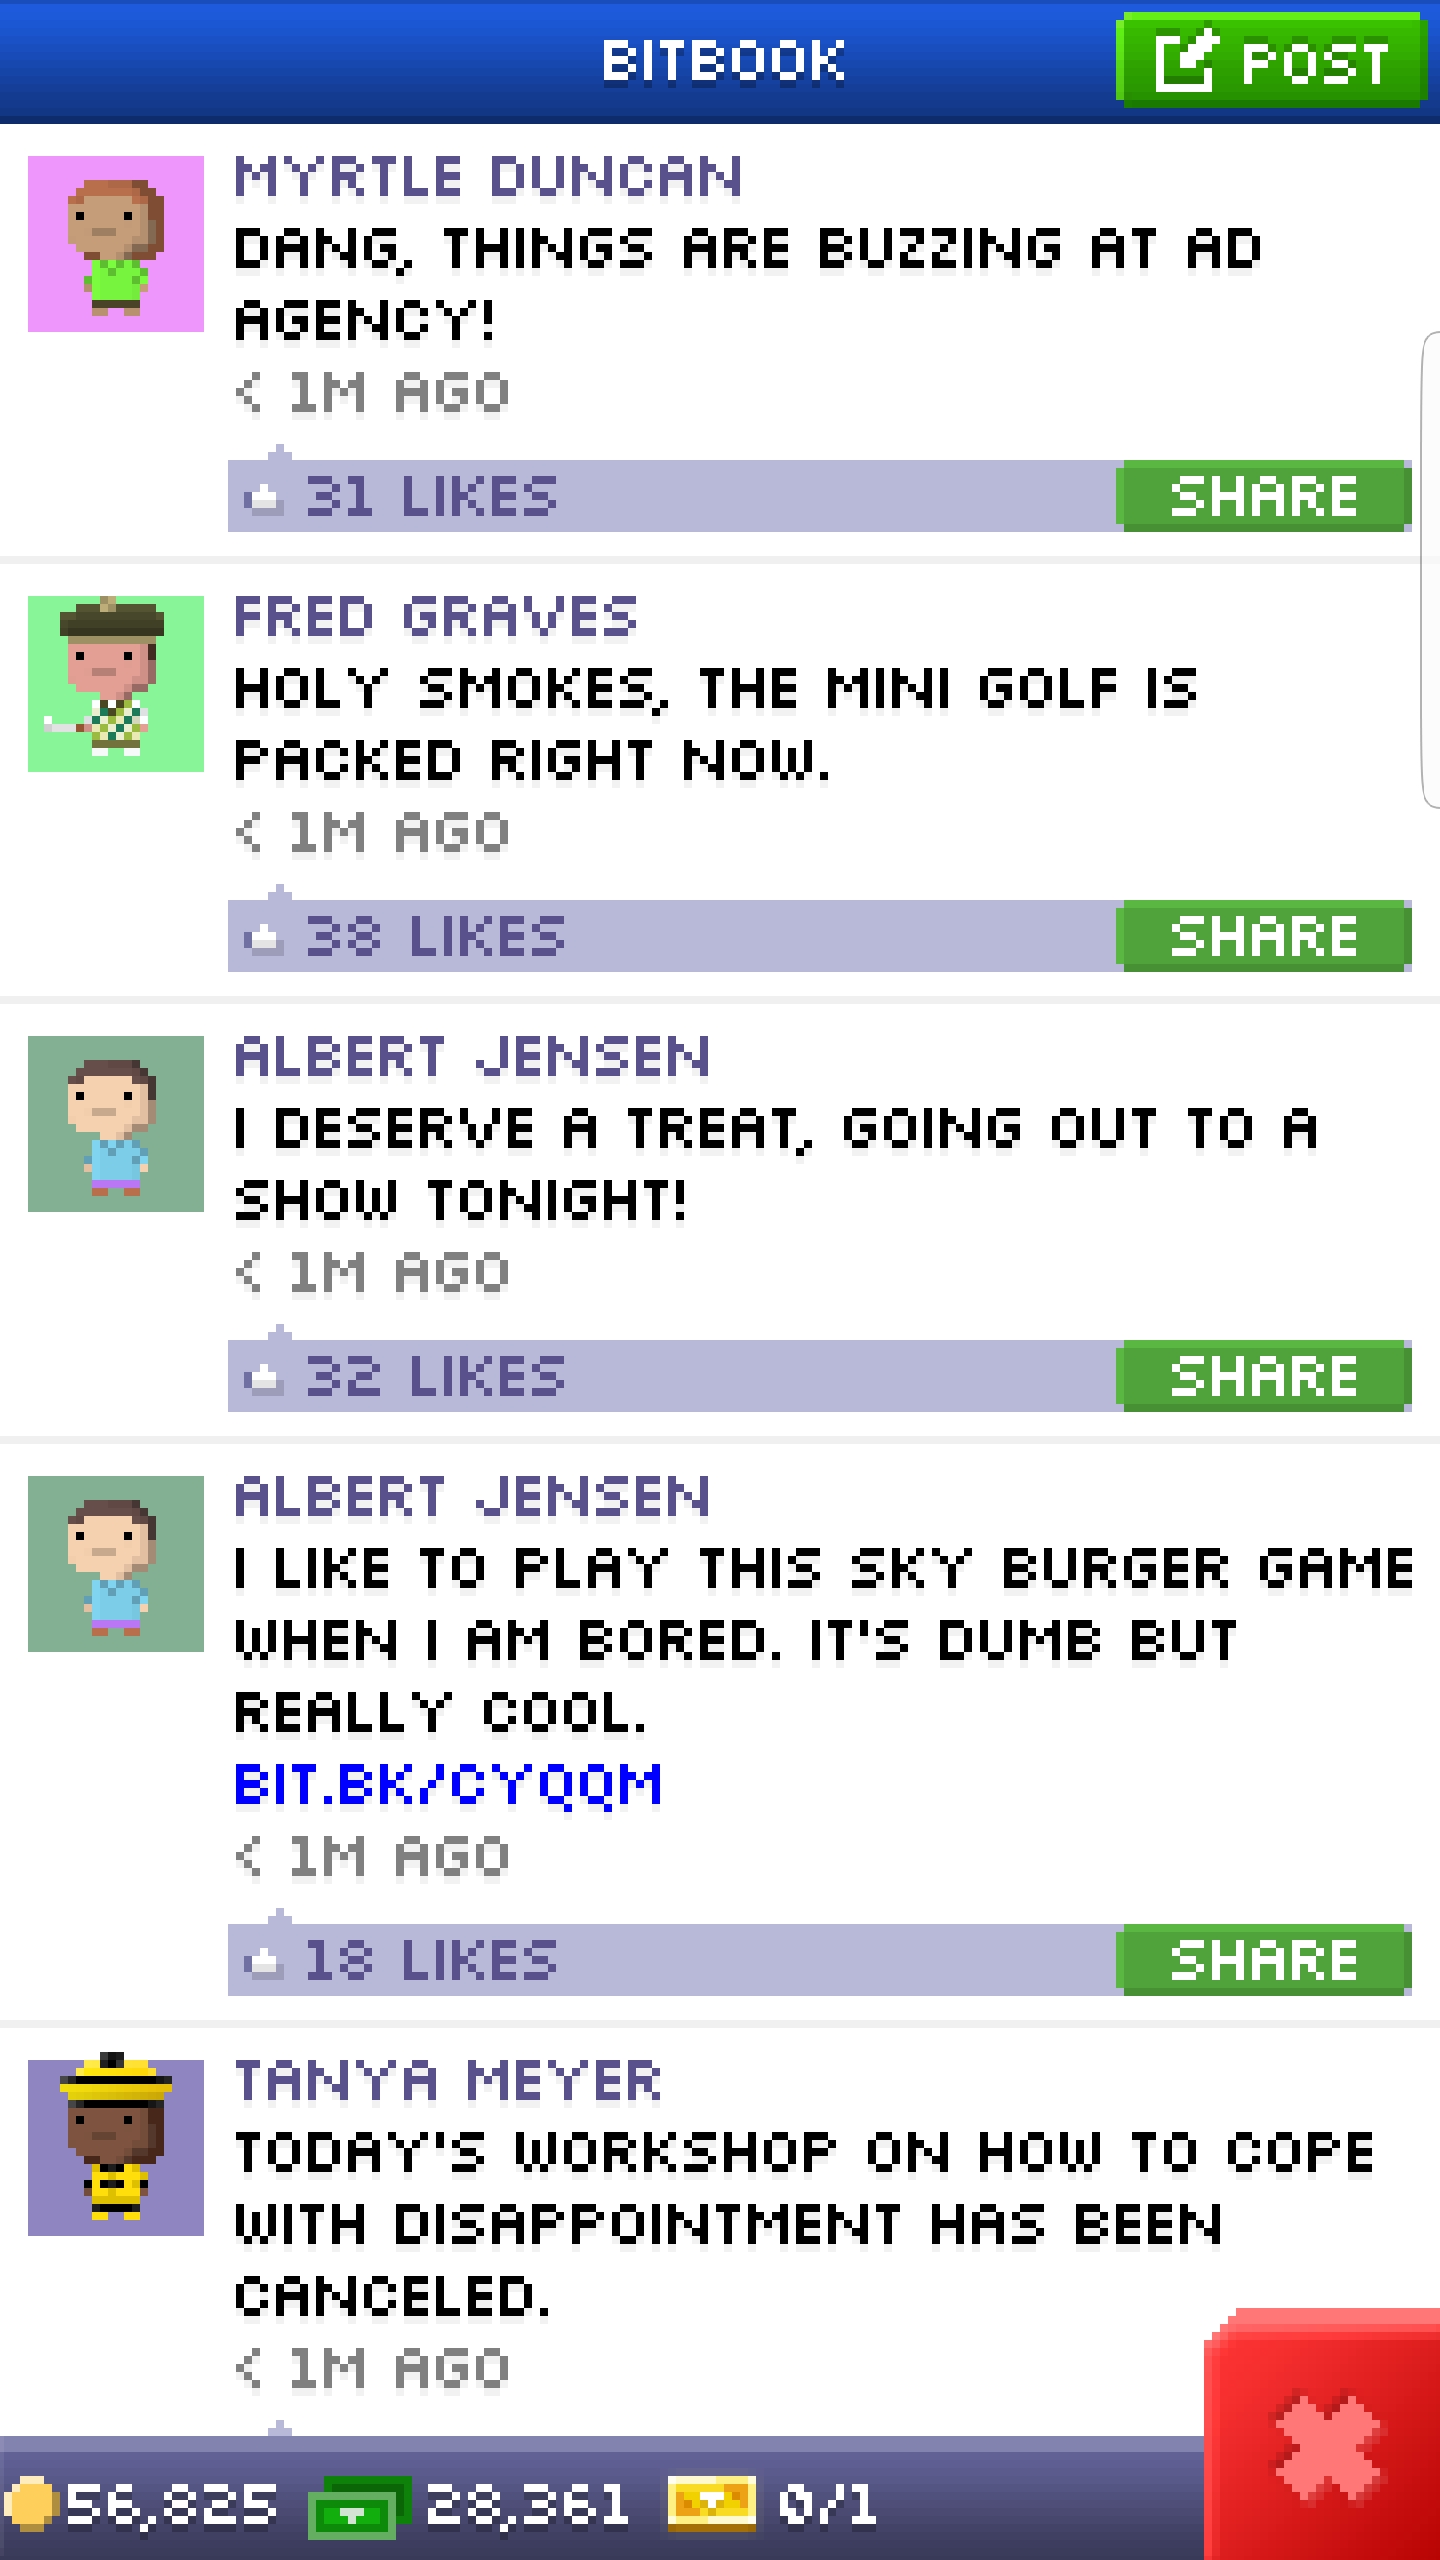 BITBOOK
POST
MYRTLE DUNCAN
DANG, THINGS ARE BUZZING AT AD
AGENCY!
< 1M AGO
31 LIKES
SHARE
FRED GRAVES
HOLY SMOKES, THE MINI GOLF IS
PACKED RIGHT NOW.
< 1M AGO
38 LIKES
SHARE
ALBERT JENSEN
I DESERVE A TREAT, GOING OUT TO A
SHOW TONIGHT!
< 1M AGO
32 LIKES
SHARE
ALBERT JENSEN
I LIKE TO PLAY THIS SKY BURGER GAME
WHEN I AM BORED. IT'S DUMB BUT
REALLY COOL.
BIT.BK/CYQQM
< 1M AGO
18 LIKES
SHARE
TANYA MEYER
TODAY'S WORKSHOP ON HOW TO COPE
WITH DISAPPOINTMENT HAS BEEN
CANCELED.
< 1M AGO
56,825 28,361 0/1